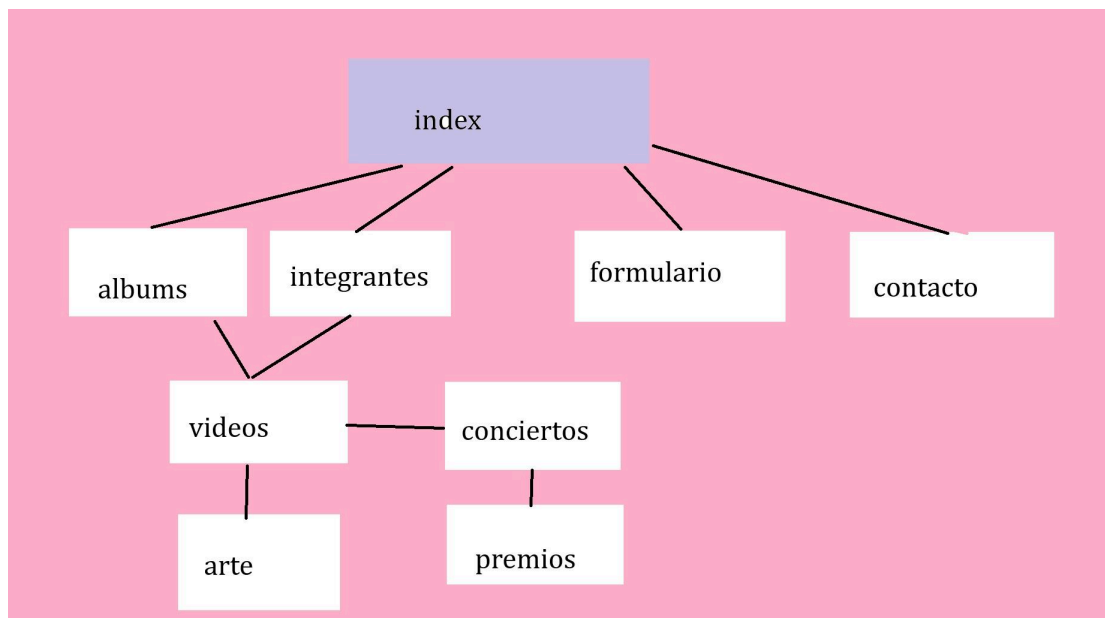 index
albums
integrantes
formulario
contacto
videos
conciertos
arte
premios